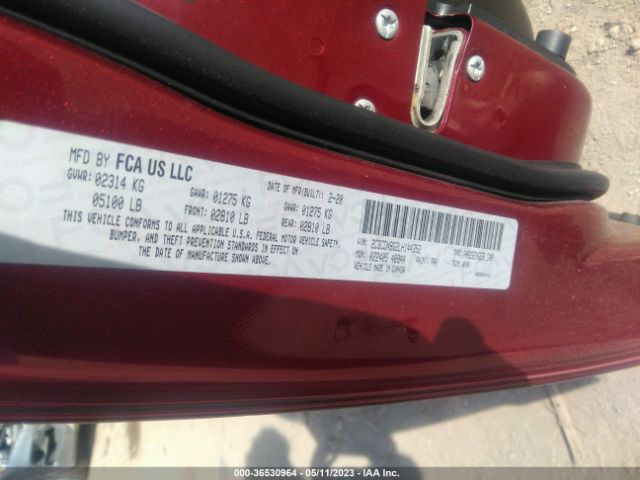 MFD BY FCA US LLC
GVWR: 02314 KG
05100 LB
DATE OF MFR(BUILT): 2-20
GAWR: 01275 KG
FRONT: 02810 LB
GAWR: 01275 KG
REAR: 02810 LB
THIS VEHICLE CONFORMS TO ALL APPLICABLE U.S.A. FEDERAL MOTOR VEHICLE SAFETY,
BUMPER, AND THEFT PREVENTION STANDARDS IN EFFECT ON
THE DATE OF MANUFACTURE SHOWN ABOVE.
TYPE: PASSENGER CAR
VEHICLE MADE IN CANADA
000-36530964 - 05/11/2023 - IAA Inc.